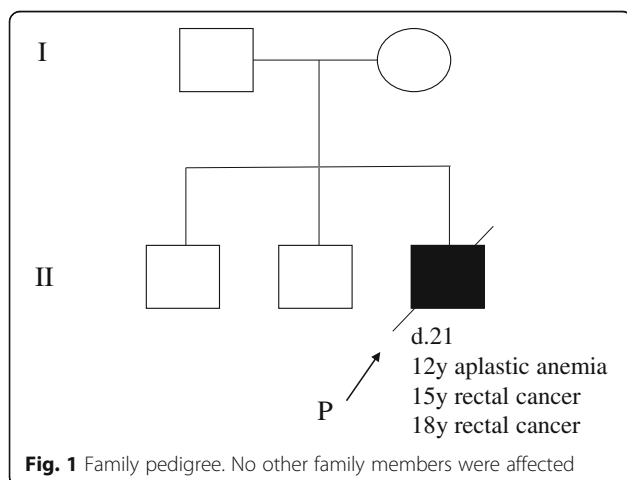 I
II
P
d.21
12y aplastic anemia
15y rectal cancer
18y rectal cancer
Fig. 1 Family pedigree. No other family members were affected